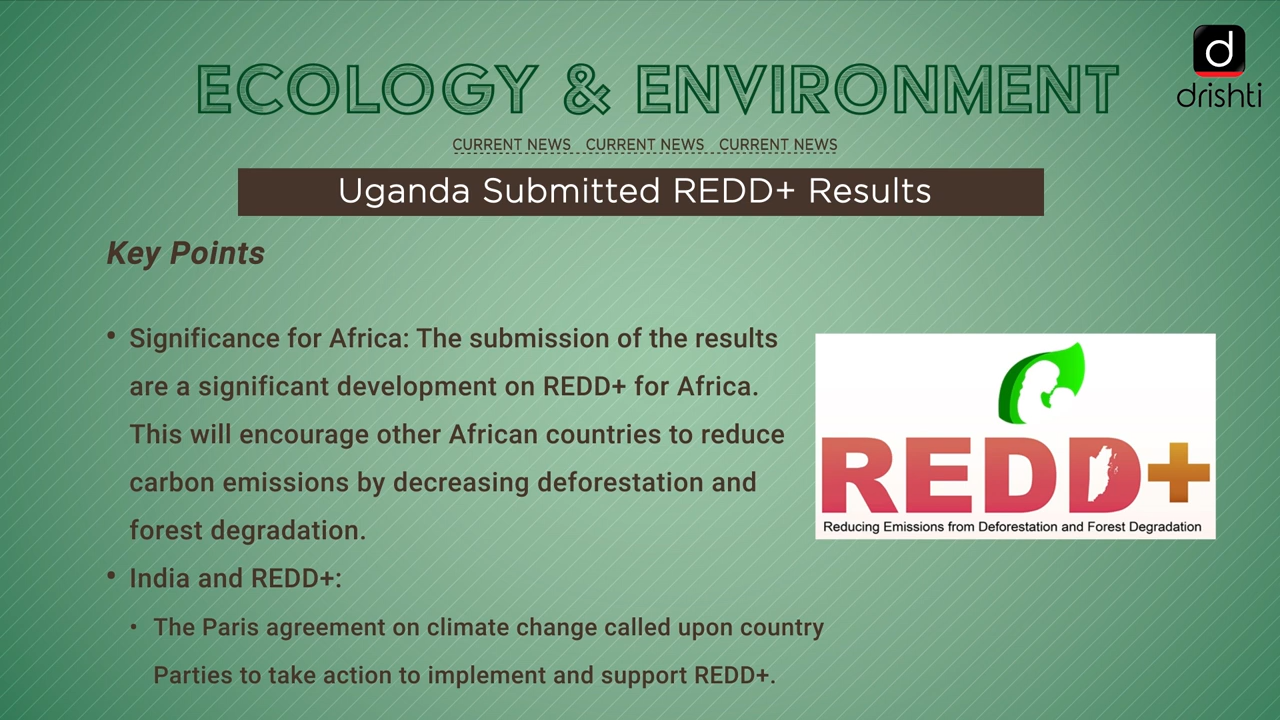 ECOLOGY & ENVIRONMENT
d
drishti
CURRENT NEWS CURRENT NEWS CURRENT NEWS
Uganda Submitted REDD+ Results
Key Points
• Significance for Africa: The submission of the results
are a significant development on REDD+ for Africa.
This will encourage other African countries to reduce
carbon emissions by decreasing deforestation and
forest degradation.
REDD+
Reducing Emissions from Deforestation and Forest Degradation
• India and REDD+:
• The Paris agreement on climate change called upon country
Parties to take action to implement and support REDD+.